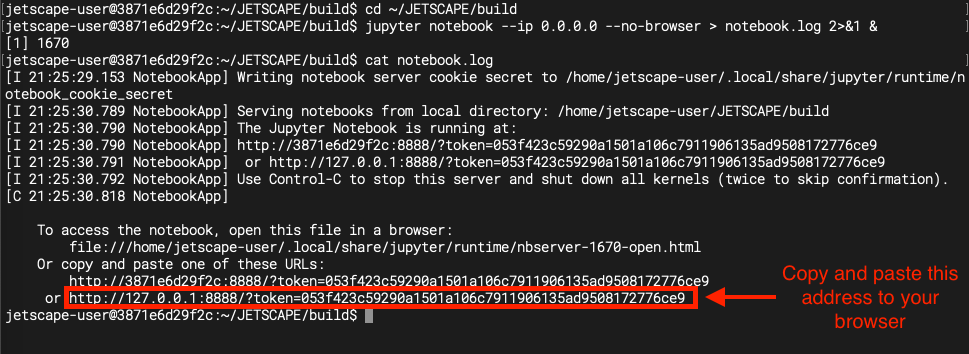 [jetscape-user@3871e6d29f2c:~/JETSCAPE/build$ cd ~/JETSCAPE/build
[jetscape-user@3871e6d29f2c:~/JETSCAPE/build$ jupyter notebook --ip 0.0.0.0 --no-browser > notebook.log 2>&1 &
[1] 1670
[jetscape-user@3871e6d29f2c:~/JETSCAPE/build$ cat notebook.log
[I 21:25:29.153 NotebookApp] Writing notebook server cookie secret to /home/jetscape-user/.local/share/jupyter/runtime/n
otebook_cookie_secret
[I 21:25:30.789 NotebookApp] Serving notebooks from local directory: /home/jetscape-user/JETSCAPE/build
[I 21:25:30.790 NotebookApp] The Jupyter Notebook is running at:
[I 21:25:30.790 NotebookApp] http://3871e6d29f2c:8888/?token=053f423c59290a1501a106c7911906135ad9508172776ce9
[I 21:25:30.791 NotebookApp]  or http://127.0.0.1:8888/?token=053f423c59290a1501a106c7911906135ad9508172776ce9
[I 21:25:30.792 NotebookApp] Use Control-C to stop this server and shut down all kernels (twice to skip confirmation).
[C 21:25:30.818 NotebookApp]
To access the notebook, open this file in a browser:
file:///home/jetscape-user/.local/share/jupyter/runtime/nbserver-1670-open.html
Or copy and paste one of these URLs:
http://3871e6d29f2c:8888/?token=053f423c59290a1501a106c7911906135ad9508172776ce9
or http://127.0.0.1:8888/?token=053f423c59290a1501a106c7911906135ad9508172776ce9
jetscape-user@3871e6d29f2c:~/JETSCAPE/build$
Copy and paste this
address to your
browser